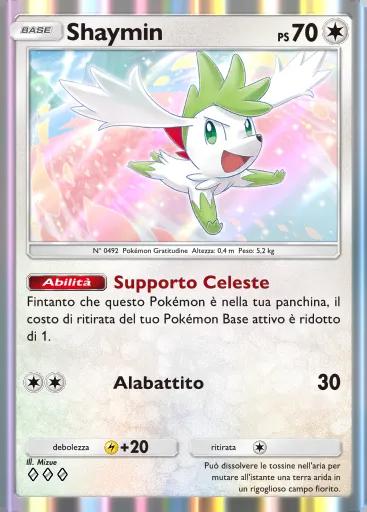 BASE Shaymin PS 70
N° 0492 Pokémon Gratitudine Altezza: 0,4 m Peso: 5,2 kg
Abilità Supporto Celeste
Fintanto che questo Pokémon è nella tua panchina, il
costo di ritirata del tuo Pokémon Base attivo è ridotto
di 1.
Alabattito 30
debolezza +20 ritirata
Ill. Mizue
Può dissolvere le tossine nell'aria per
mutare all'istante una terra arida in
un rigoglioso campo fiorito.